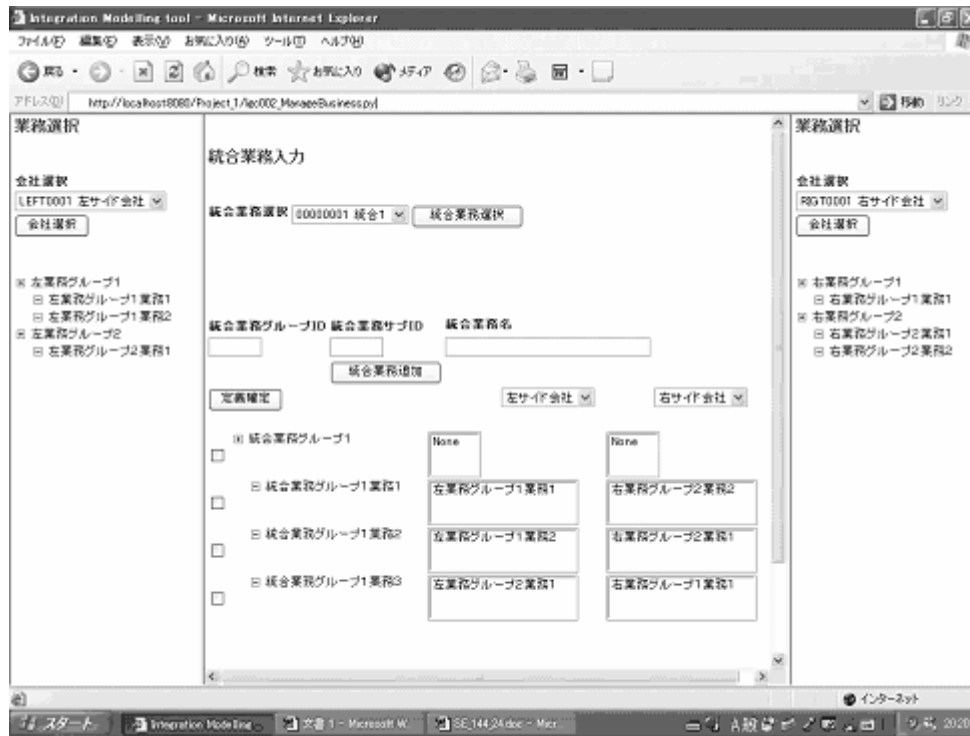 Integration Modelling tool - Microsoft Internet Explorer
ファイル(F) 編集(E) 表示(V) お気に入り(A) ツール(T) ヘルプ(H)
戻る 検索 お気に入り メディア
アドレス(D) http://localhost8080/Project_1/lec002_ManageBusiness.py 移動 リンク
業務選択
会社選択
LEFT0001 左サイド会社
会社選択
左業務グループ1
左業務グループ1業務1
左業務グループ1業務2
左業務グループ2
左業務グループ2業務1
統合業務入力
統合業務選択 00000001 統合1 統合業務選択
統合業務グループID 統合業務サブID 統合業務名
統合業務追加
定義確定 左サイド会社 右サイド会社
統合業務グループ1 None None
統合業務グループ1業務1 左業務グループ1業務1 右業務グループ2業務2
統合業務グループ1業務2 左業務グループ1業務2 右業務グループ2業務1
統合業務グループ1業務3 左業務グループ2業務1 右業務グループ1業務1
業務選択
会社選択
RIGT0001 右サイド会社
会社選択
右業務グループ1
右業務グループ1業務1
右業務グループ2
右業務グループ2業務1
右業務グループ2業務2
インターネット
スタート Integration Modelling... 文書 1 - Microsoft W... SE_144_24.doc - Micr... A般